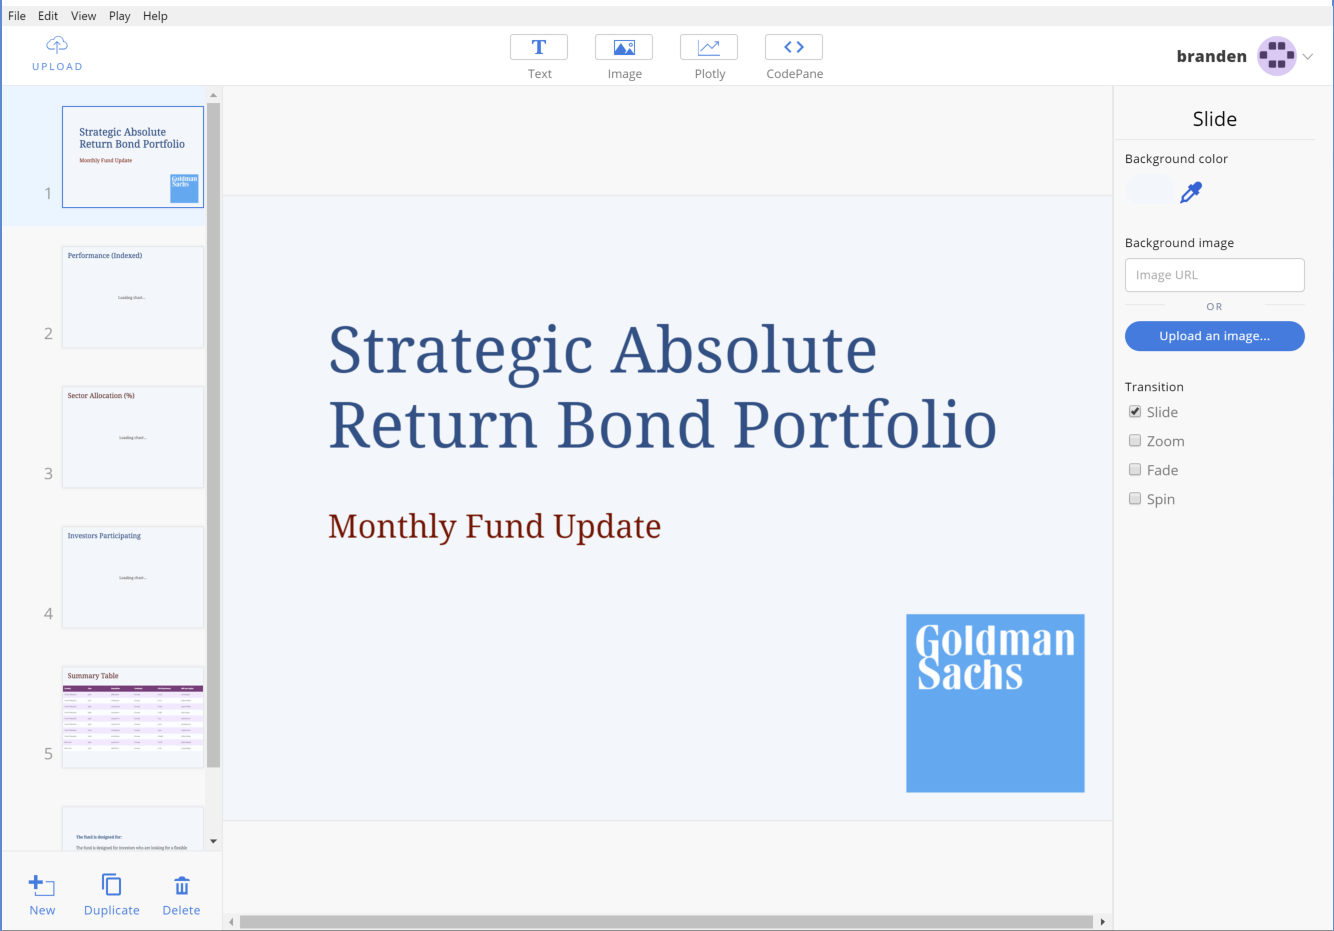 File Edit View Play Help
UPLOAD
Text Image Plotly CodePane
branden
1
Strategic Absolute
Return Bond Portfolio
Monthly Fund Update
Goldman
Sachs
2
Performance (Indexed)
Loading chart...
3
Sector Allocation (%)
Loading chart...
4
Investors Participating
Loading chart...
5
Summary Table
The fund is designed for:
The fund is designed for investors who are looking for a flexible
New Duplicate Delete
Strategic Absolute
Return Bond Portfolio
Monthly Fund Update
Goldman
Sachs
Slide
Background color
Background image
Image URL
OR
Upload an image...
Transition
Slide
Zoom
Fade
Spin